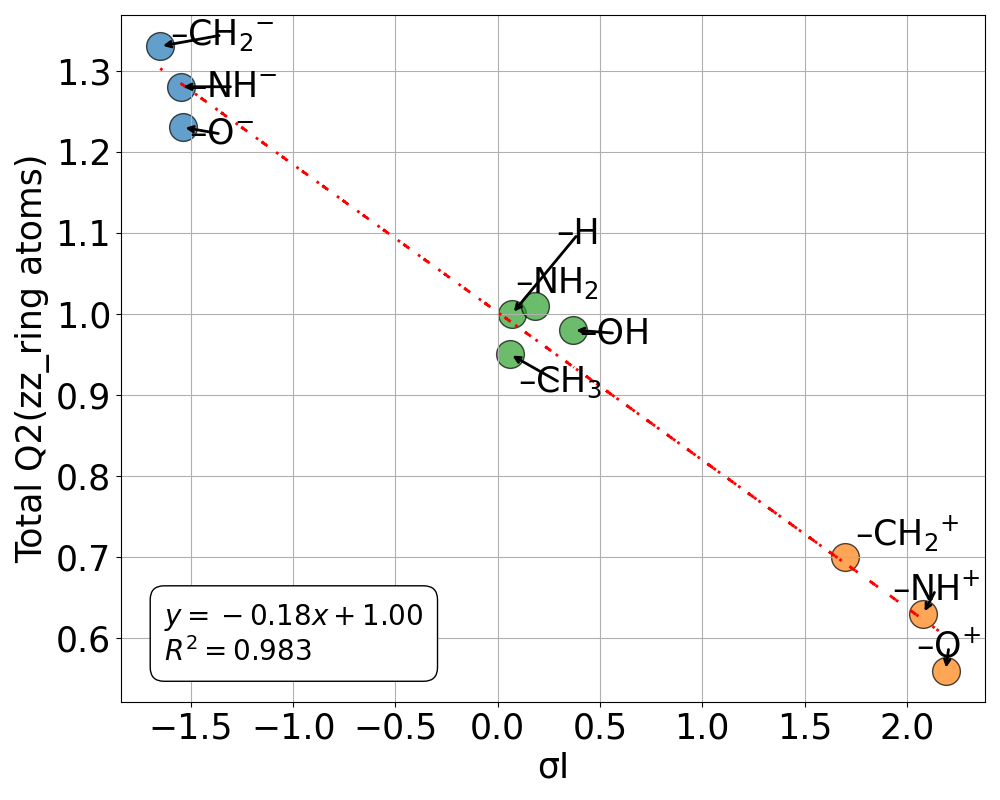 Total Q2(zz_ring atoms)
1.3
1.2
1.1
1.0
0.9
0.8
0.7
0.6
–CH₂⁻
–NH⁻
–O⁻
–H
–NH₂
–OH
–CH₃
–CH₂⁺
–NH⁺
–O⁺
y = −0.18x + 1.00
R² = 0.983
−1.5 −1.0 −0.5 0.0 0.5 1.0 1.5 2.0
σI